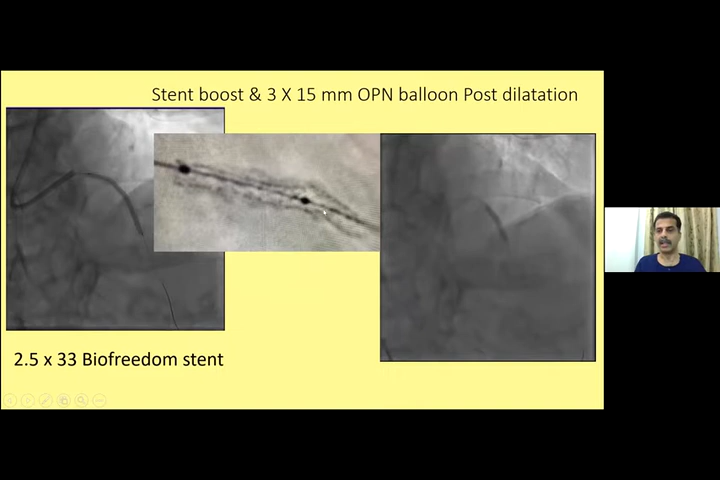 Stent boost & 3 X 15 mm OPN balloon Post dilatation
2.5 x 33 Biofreedom stent